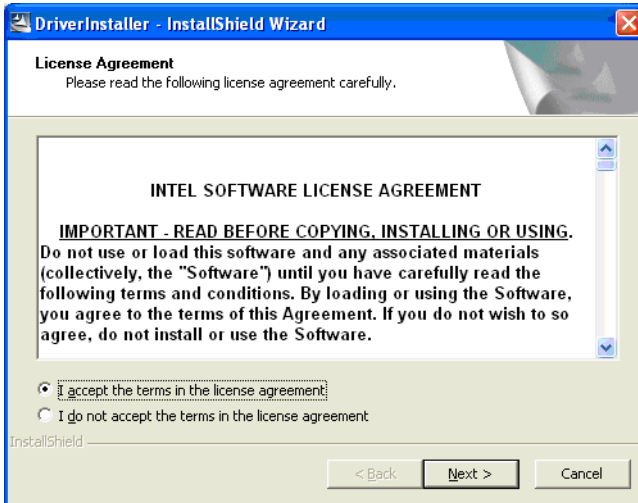 DriverInstaller - InstallShield Wizard
License Agreement
Please read the following license agreement carefully.
INTEL SOFTWARE LICENSE AGREEMENT
IMPORTANT - READ BEFORE COPYING, INSTALLING OR USING.
Do not use or load this software and any associated materials
(collectively, the "Software") until you have carefully read the
following terms and conditions. By loading or using the Software,
you agree to the terms of this Agreement. If you do not wish to so
agree, do not install or use the Software.
I accept the terms in the license agreement
I do not accept the terms in the license agreement
InstallShield
< Back Next > Cancel